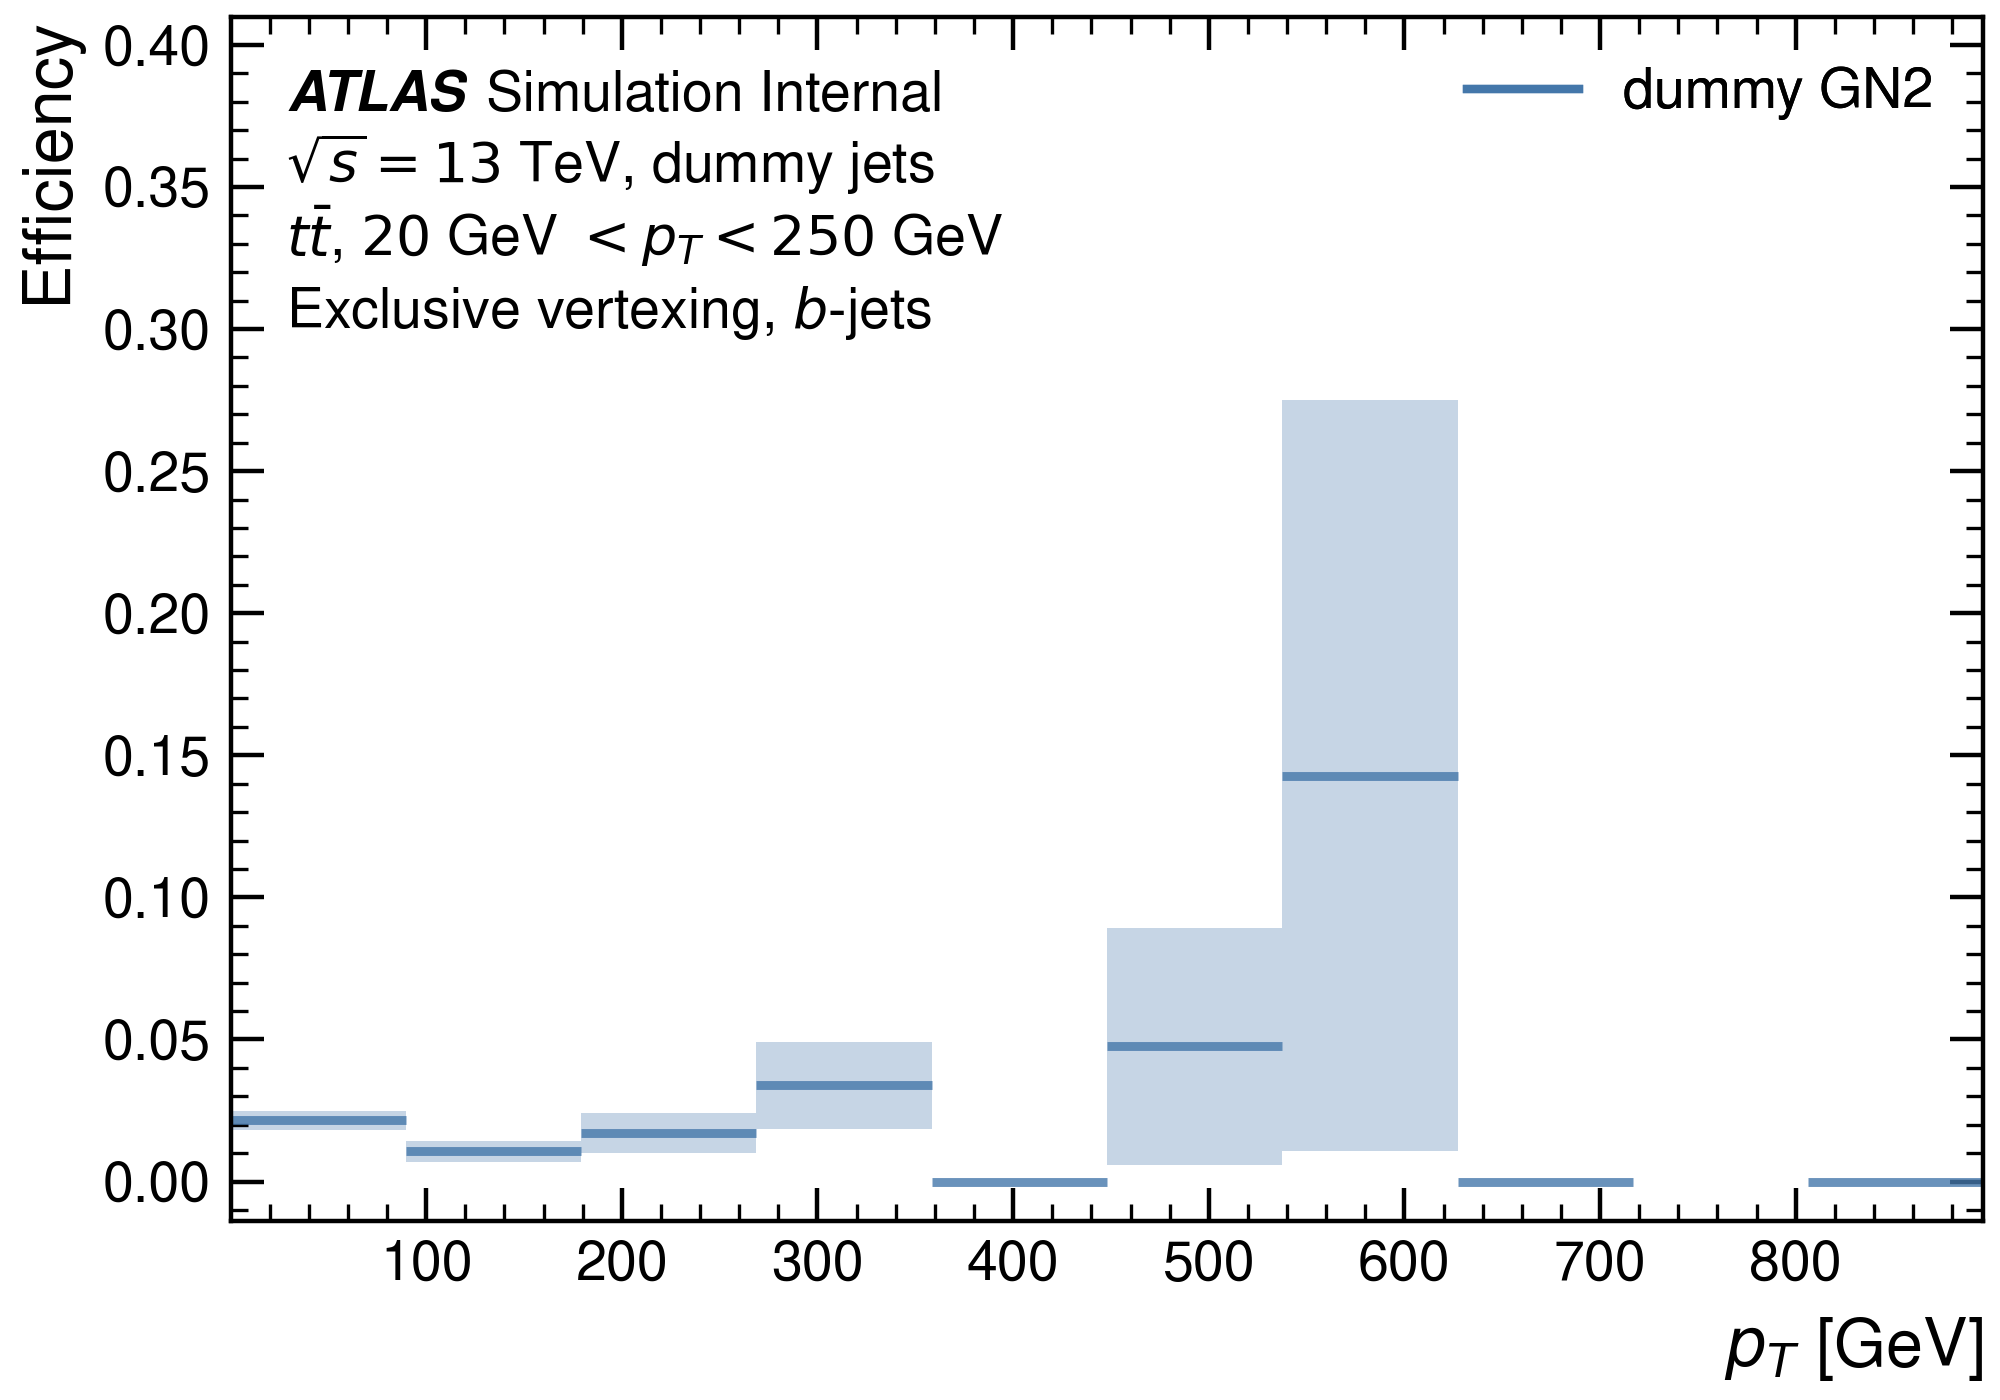 Efficiency
0.40
0.35
0.30
0.25
0.20
0.15
0.10
0.05
0.00
ATLAS Simulation Internal
√s = 13 TeV, dummy jets
tt̄, 20 GeV < p_T < 250 GeV
Exclusive vertexing, b-jets
dummy GN2
100 200 300 400 500 600 700 800
p_T [GeV]